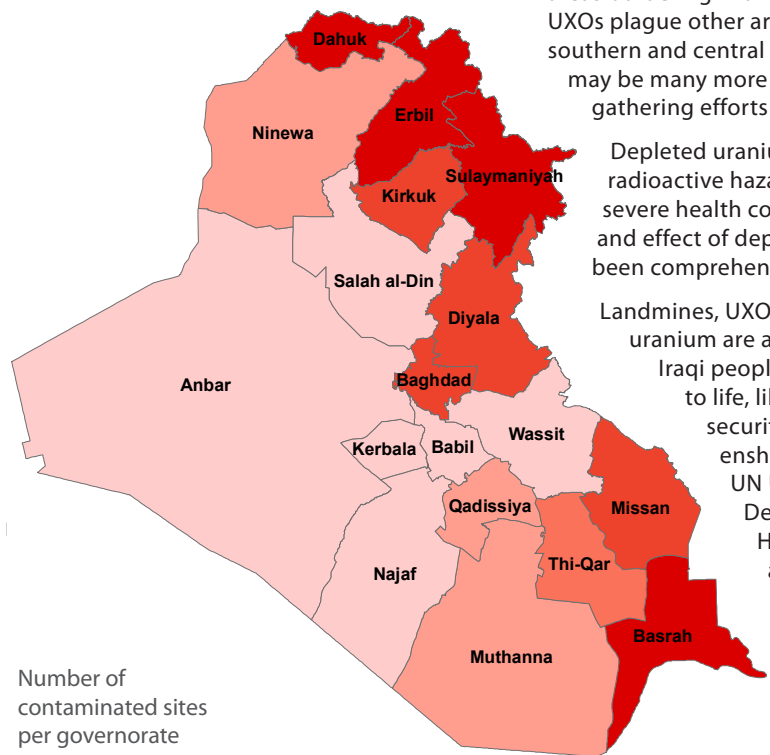 UXOs plague other ar
southern and central
may be many more
gathering efforts
Depleted uraniu
radioactive haza
severe health co
and effect of dep
been comprehen
Landmines, UXO
uranium are a
Iraqi peopl
to life, li
securit
ensh
UN
De
H
a
Dahuk
Ninewa
Erbil
Sulaymaniyah
Kirkuk
Salah al-Din
Diyala
Anbar
Baghdad
Wassit
Kerbala
Babil
Qadissiya
Missan
Najaf
Thi-Qar
Muthanna
Basrah
Number of
contaminated sites
per governorate